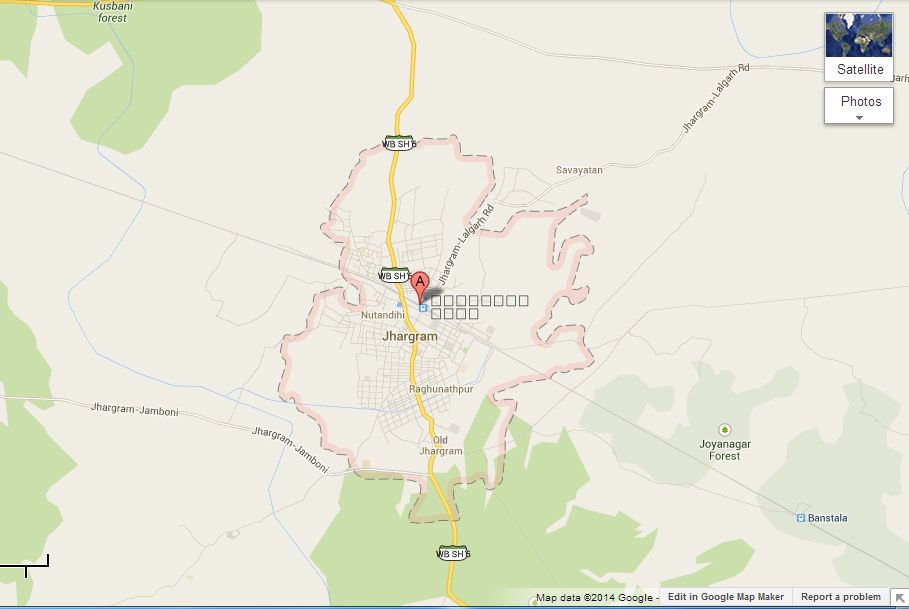 Kusbani
forest
Satellite
Photos
Jhargram-Lalgarh Rd
WB SH 5
Savayatan
Jhargram-Lalgarh Rd
WB SH 5
A
Nutandihi
Jhargram
Raghunathpur
Jhargram-Jamboni
Jhargram-Jamboni
Old
Jhargram
Joyanagar
Forest
Banstala
WB SH 5
Map data ©2014 Google -
Edit in Google Map Maker
Report a problem